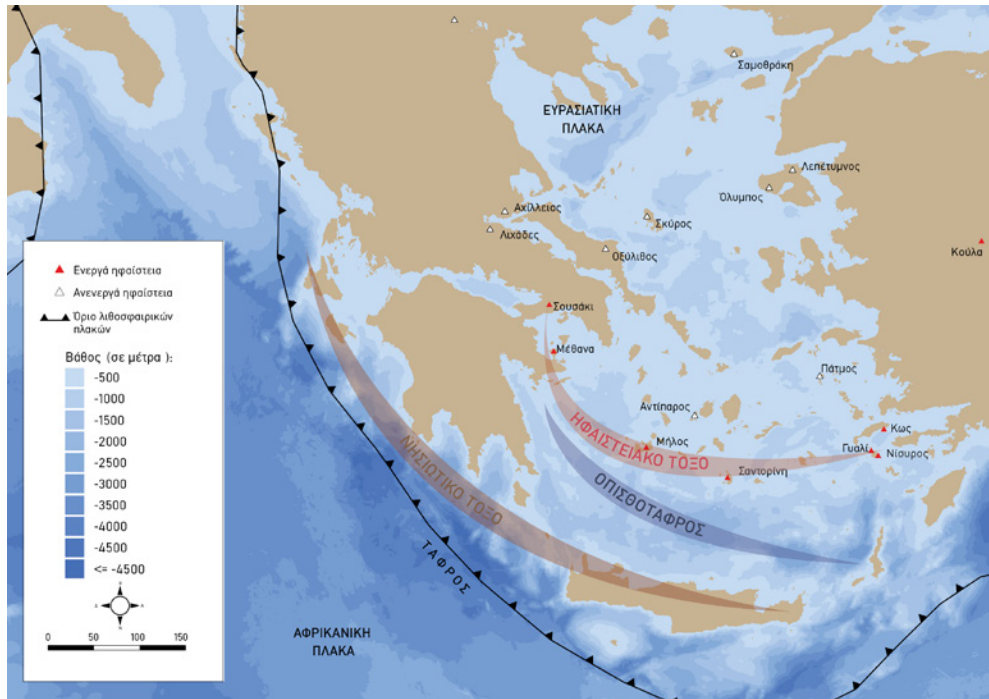 Σαμοθράκη
ΕΥΡΑΣΙΑΤΙΚΗ
ΠΛΑΚΑ
Λεπέτυμνος
Όλυμπος
Αχίλλειος
Σκύρος
Λιχάδες
Οξύλιθος
Κούλα
Σουσάκι
Μέθανα
Πάτμος
Αντίπαρος
Κως
ΗΦΑΙΣΤΕΙΑΚΟ ΤΟΞΟ
Μήλος
Γυαλί
Νίσυρος
Σαντορίνη
ΟΠΙΣΘΟΤΑΦΡΟΣ
ΝΗΣΙΩΤΙΚΟ ΤΟΞΟ
ΤΑΦΡΟΣ
ΑΦΡΙΚΑΝΙΚΗ
ΠΛΑΚΑ
Ενεργά ηφαίστεια
Ανενεργά ηφαίστεια
Όριο λιθοσφαιρικών
πλακών
Βάθος (σε μέτρα ):
-500
-1000
-1500
-2000
-2500
-3000
-3500
-4000
-4500
<= -4500
0 50 100 150